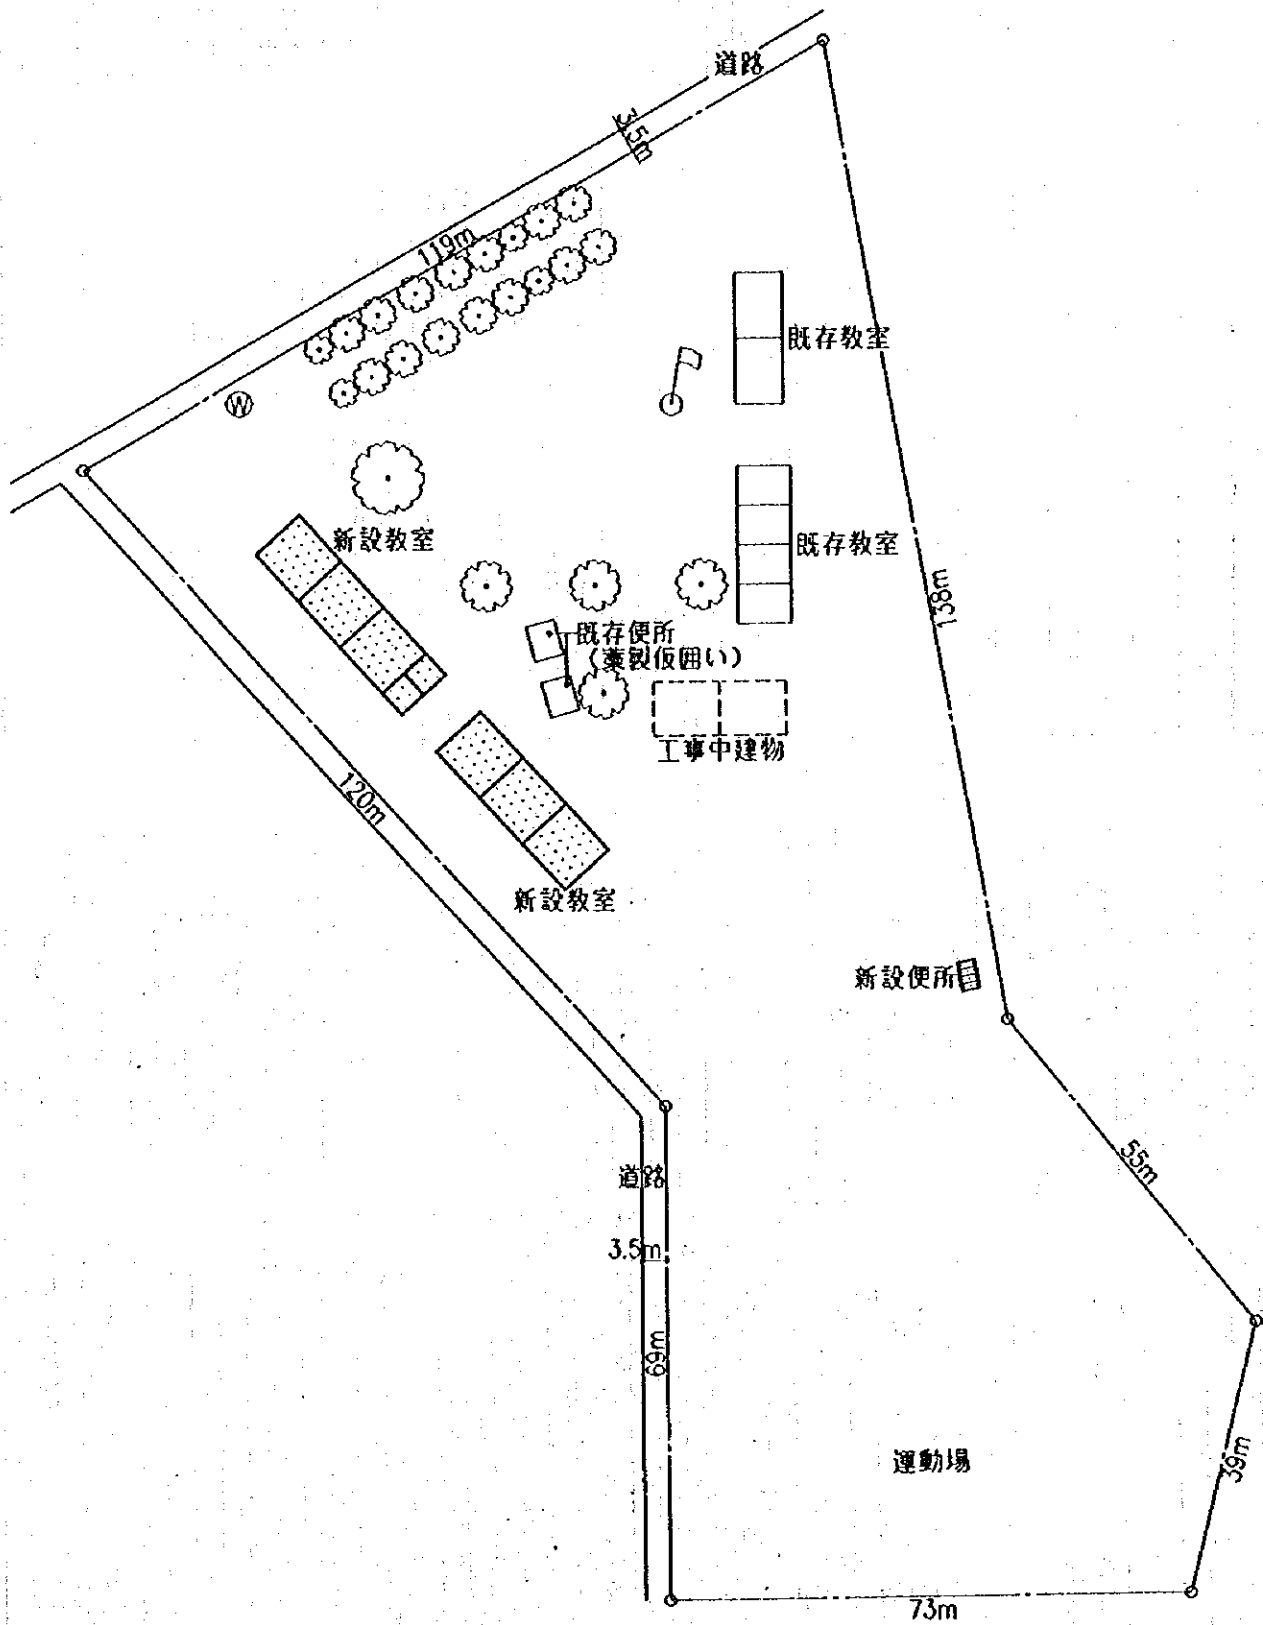 道路
3.5m
119m
既存教室
W
新設教室
既存教室
138m
既存便所
(藁製仮囲い)
工事中建物
120m
新設教室
新設便所
55m
道路
3.5m
69m
運動場
39m
73m